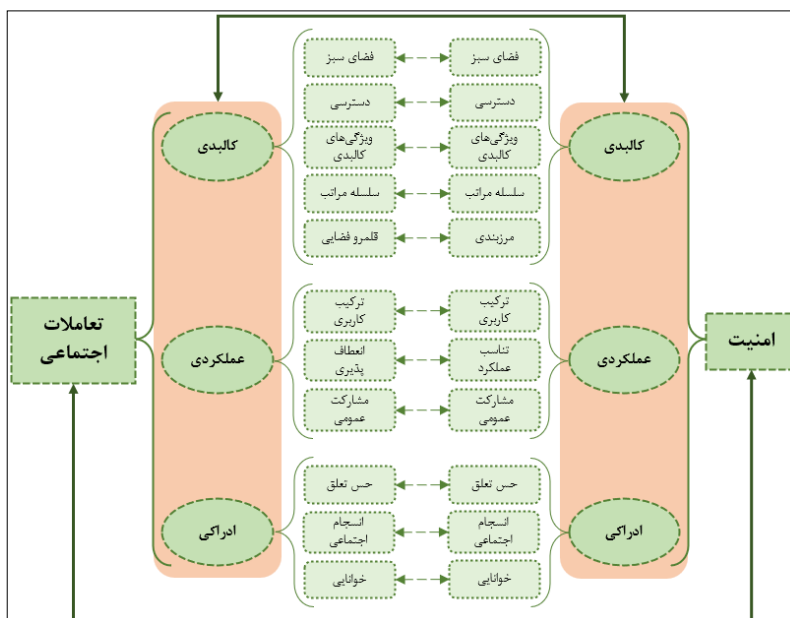 فضای سبز
فضای سبز
دسترسی
دسترسی
کالبدی
ویژگی‌های
کالبدی
ویژگی‌های
کالبدی
کالبدی
سلسله مراتب
سلسله مراتب
مرزبندی
قلمرو فضایی
امنیت
عملکردی
ترکیب
کاربری
ترکیب
کاربری
تناسب
عملکرد
انعطاف
پذیری
مشارکت
عمومی
مشارکت
عمومی
عملکردی
تعاملات
اجتماعی
ادراکی
حس تعلق
حس تعلق
انسجام
اجتماعی
انسجام
اجتماعی
خوانایی
خوانایی
ادراکی